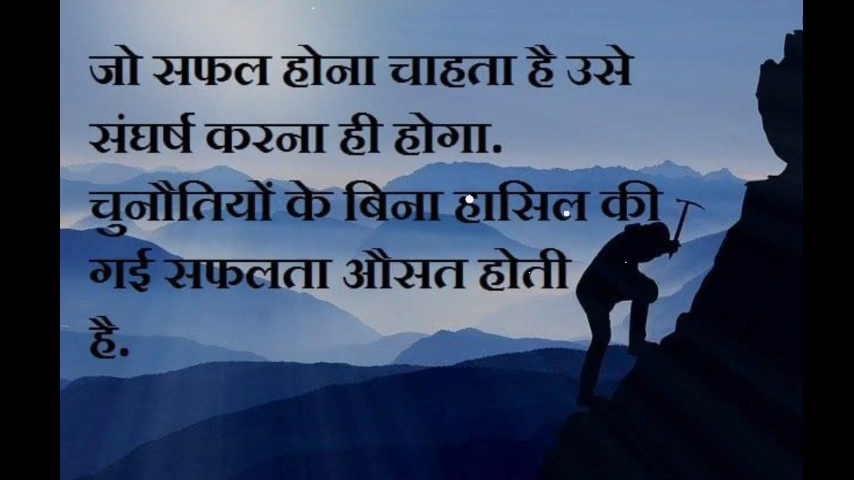 जो सफल होना चाहता है उसे
संघर्ष करना ही होगा.
चुनौतियों के बिना हासिल की
गई सफलता औसत होती
है.